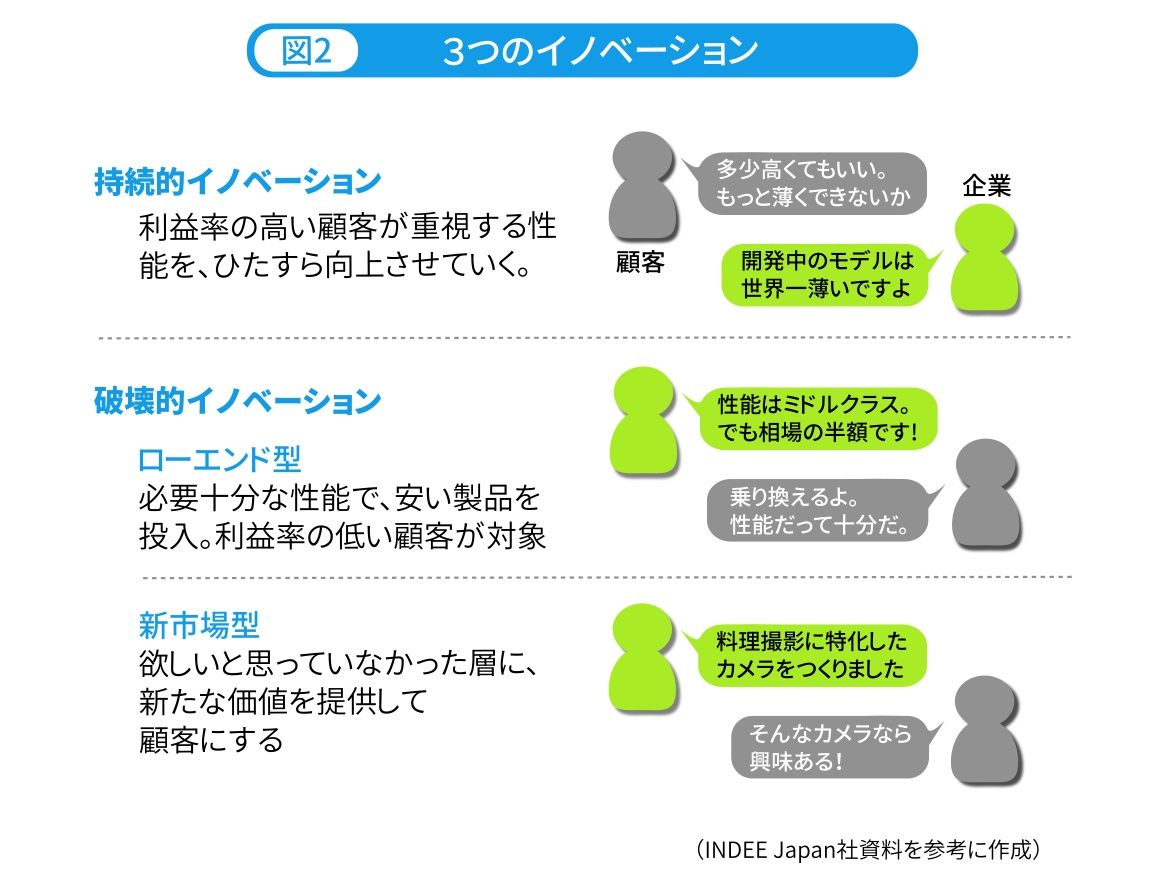 図2
3つのイノベーション
持続的イノベーション
利益率の高い顧客が重視する性
能を、ひたすら向上させていく。
顧客
多少高くてもいい。
もっと薄くできないか
企業
開発中のモデルは
世界一薄いですよ
破壊的イノベーション
ローエンド型
必要十分な性能で、安い製品を
投入。利益率の低い顧客が対象
性能はミドルクラス。
でも相場の半額です!
乗り換えるよ。
性能だって十分だ。
新市場型
欲しいと思っていなかった層に、
新たな価値を提供して
顧客にする
料理撮影に特化した
カメラをつくりました
そんなカメラなら
興味ある!
（INDEE Japan社資料を参考に作成）